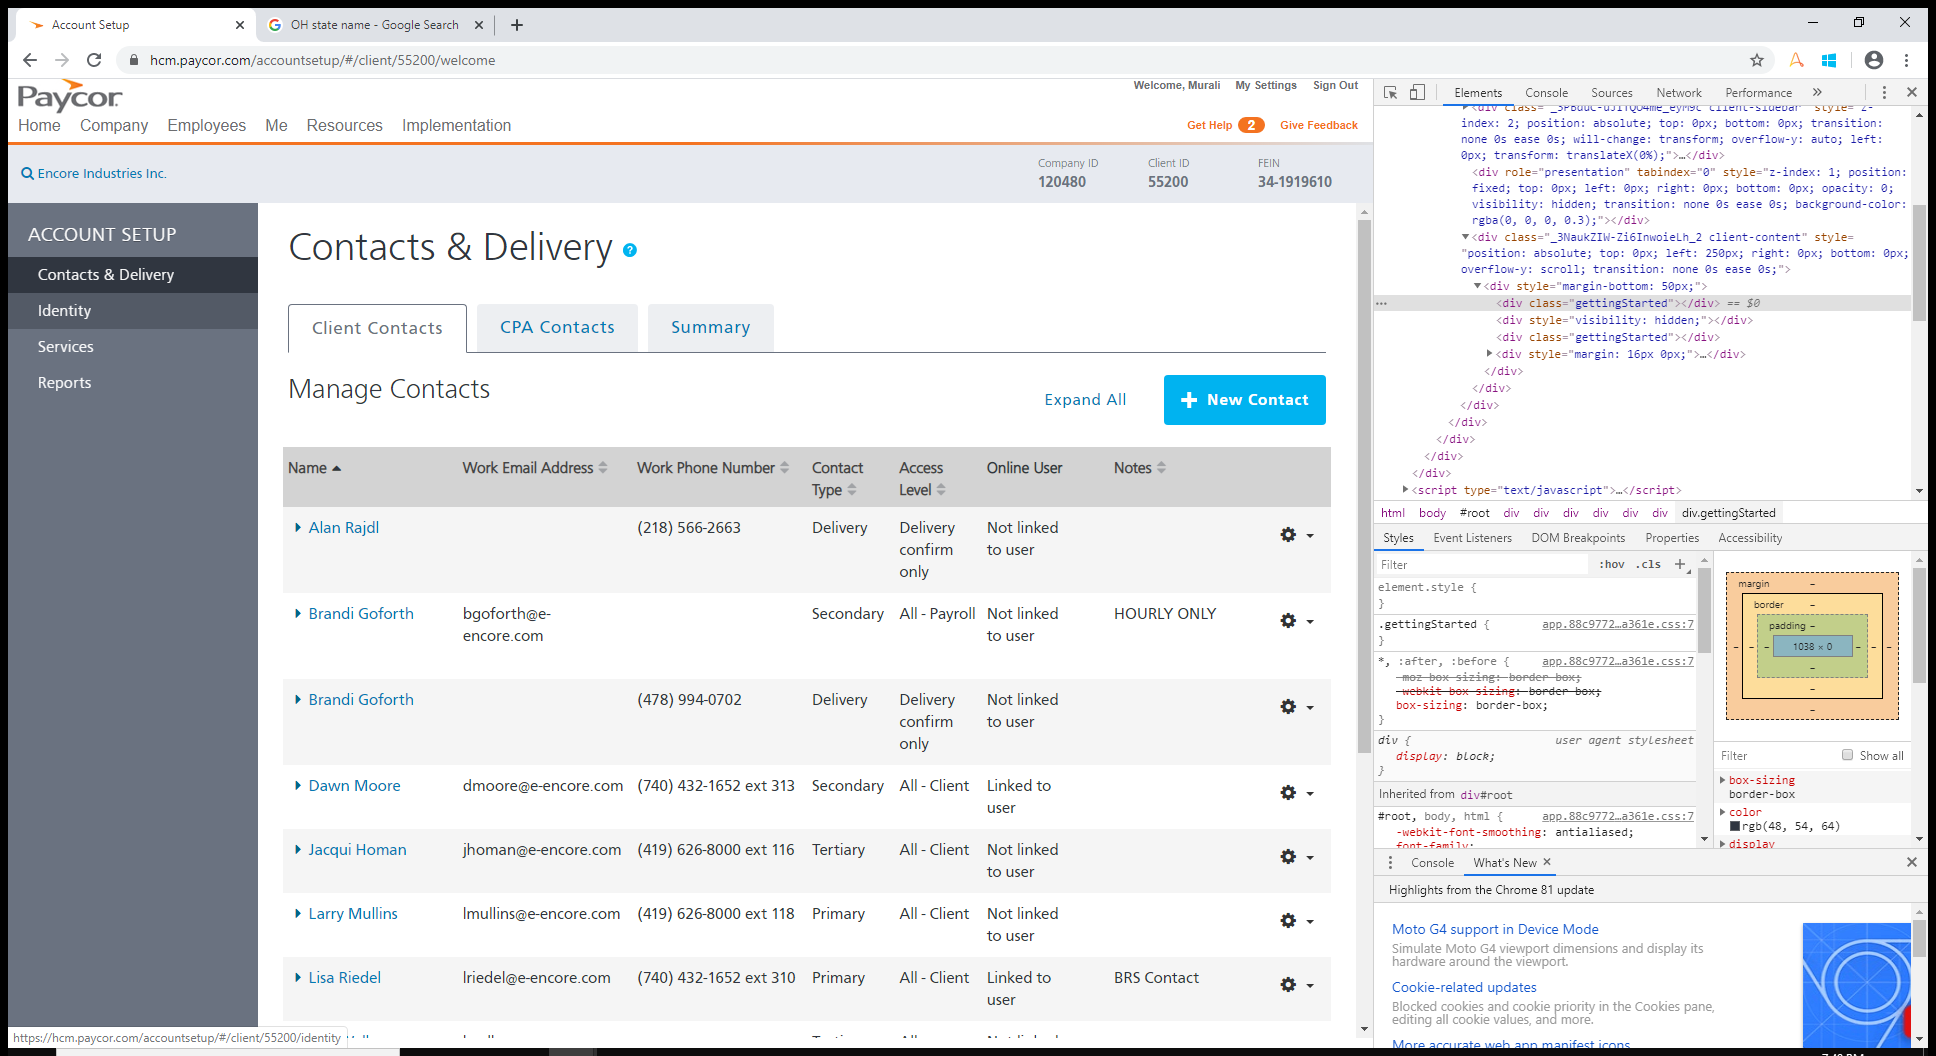 Account Setup
OH state name - Google Search
hcm.paycor.com/accountsetup/#/client/55200/welcome
Paycor
Welcome, Murali My Settings Sign Out
Home Company Employees Me Resources Implementation
Get Help 2 Give Feedback
Encore Industries Inc.
Company ID Client ID FEIN
120480 55200 34-1919610
ACCOUNT SETUP
Contacts & Delivery
Identity
Services
Reports
Contacts & Delivery ?
Client Contacts CPA Contacts Summary
Manage Contacts
Expand All
+ New Contact
Name Work Email Address Work Phone Number Contact Type Access Level Online User Notes
Alan Rajdl (218) 566-2663 Delivery Delivery confirm only Not linked to user
Brandi Goforth bgoforth@e-encore.com Secondary All - Payroll Not linked to user HOURLY ONLY
Brandi Goforth (478) 994-0702 Delivery Delivery confirm only Not linked to user
Dawn Moore dmoore@e-encore.com (740) 432-1652 ext 313 Secondary All - Client Linked to user
Jacqui Homan jhoman@e-encore.com (419) 626-8000 ext 116 Tertiary All - Client Not linked to user
Larry Mullins lmullins@e-encore.com (419) 626-8000 ext 118 Primary All - Client Not linked to user
Lisa Riedel lriedel@e-encore.com (740) 432-1652 ext 310 Primary All - Client Linked to user BRS Contact
https://hcm.paycor.com/accountsetup/#/client/55200/identity
Elements Console Sources Network Performance »
index: 2; position: absolute; top: 0px; bottom: 0px; transition:
none 0s ease 0s; will-change: transform; overflow-y: auto; left:
0px; transform: translateX(0%);">…</div>
<div role="presentation" tabindex="0" style="z-index: 1; position:
fixed; top: 0px; left: 0px; right: 0px; bottom: 0px; opacity: 0;
visibility: hidden; transition: none 0s ease 0s; background-color:
rgba(0, 0, 0, 0.3);"></div>
<div class="_3NaukZIW-Zi6InwoieLh_2 client-content" style=
"position: absolute; top: 0px; left: 250px; right: 0px; bottom: 0px;
overflow-y: scroll; transition: none 0s ease 0s;">
<div style="margin-bottom: 50px;">
<div class="gettingStarted"></div> == $0
<div style="visibility: hidden;"></div>
<div class="gettingStarted"></div>
<div style="margin: 16px 0px;">…</div>
</div>
</div>
</div>
</div>
</div>
</div>
</div>
<script type="text/javascript">…</script>
html body #root div div div div div div div.gettingStarted
Styles Event Listeners DOM Breakpoints Properties Accessibility
Filter :hov .cls +
element.style {
}
.gettingStarted { app.88c9772…a361e.css:7
}
*, :after, :before { app.88c9772…a361e.css:7
-moz-box-sizing: border-box;
-webkit-box-sizing: border-box;
box-sizing: border-box;
}
div { user agent stylesheet
display: block;
}
Inherited from div#root
#root, body, html { app.88c9772…a361e.css:7
-webkit-font-smoothing: antialiased;
font-family:
margin –
border –
padding –
1038 × 0
Filter Show all
box-sizing
border-box
color
rgb(48, 54, 64)
display
Console What's New
Highlights from the Chrome 81 update
Moto G4 support in Device Mode
Simulate Moto G4 viewport dimensions and display its
hardware around the viewport.
Cookie-related updates
Blocked cookies and cookie priority in the Cookies pane,
editing all cookie values, and more.
More accurate web app manifest icons